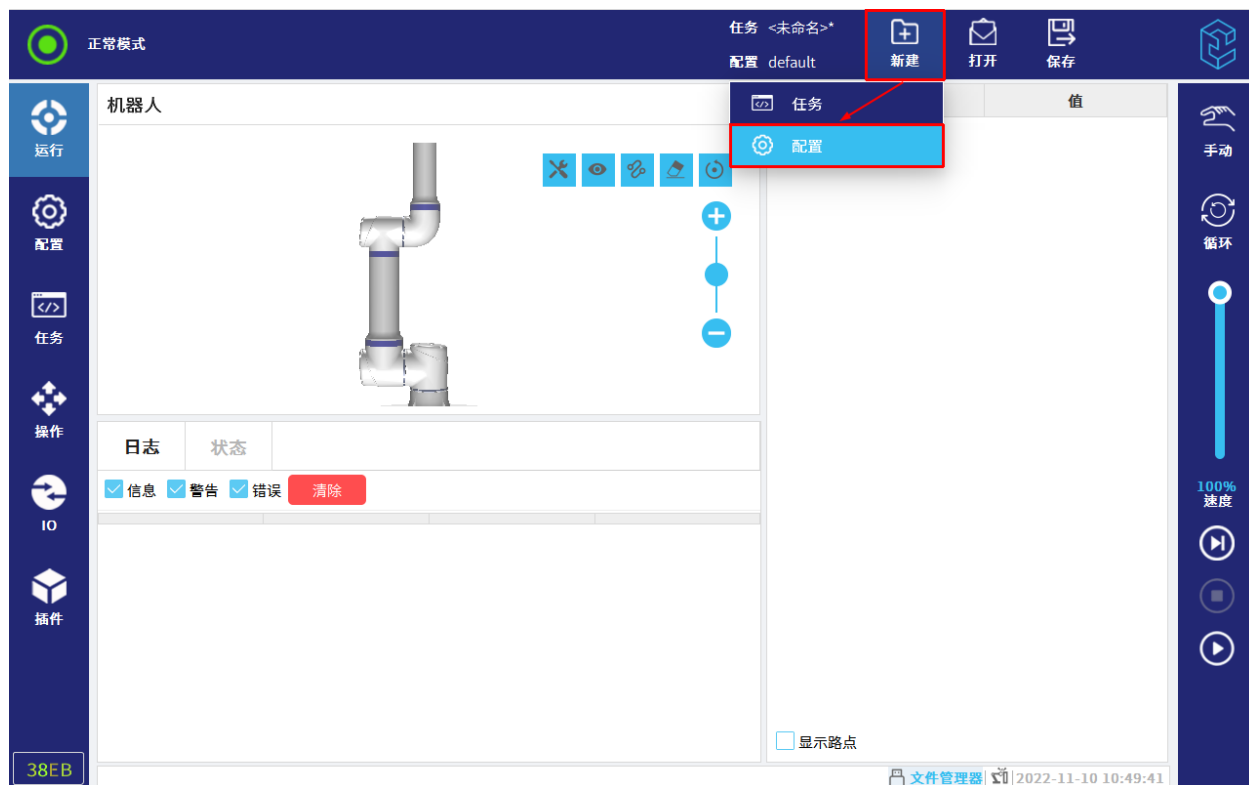 正常模式
任务 <未命名>*
配置 default
新建
打开
保存
运行
配置
任务
操作
IO
插件
38EB
机器人
任务
配置
值
日志 状态
信息 警告 错误 清除
显示路点
文件管理器 2022-11-10 10:49:41
手动
循环
100%
速度